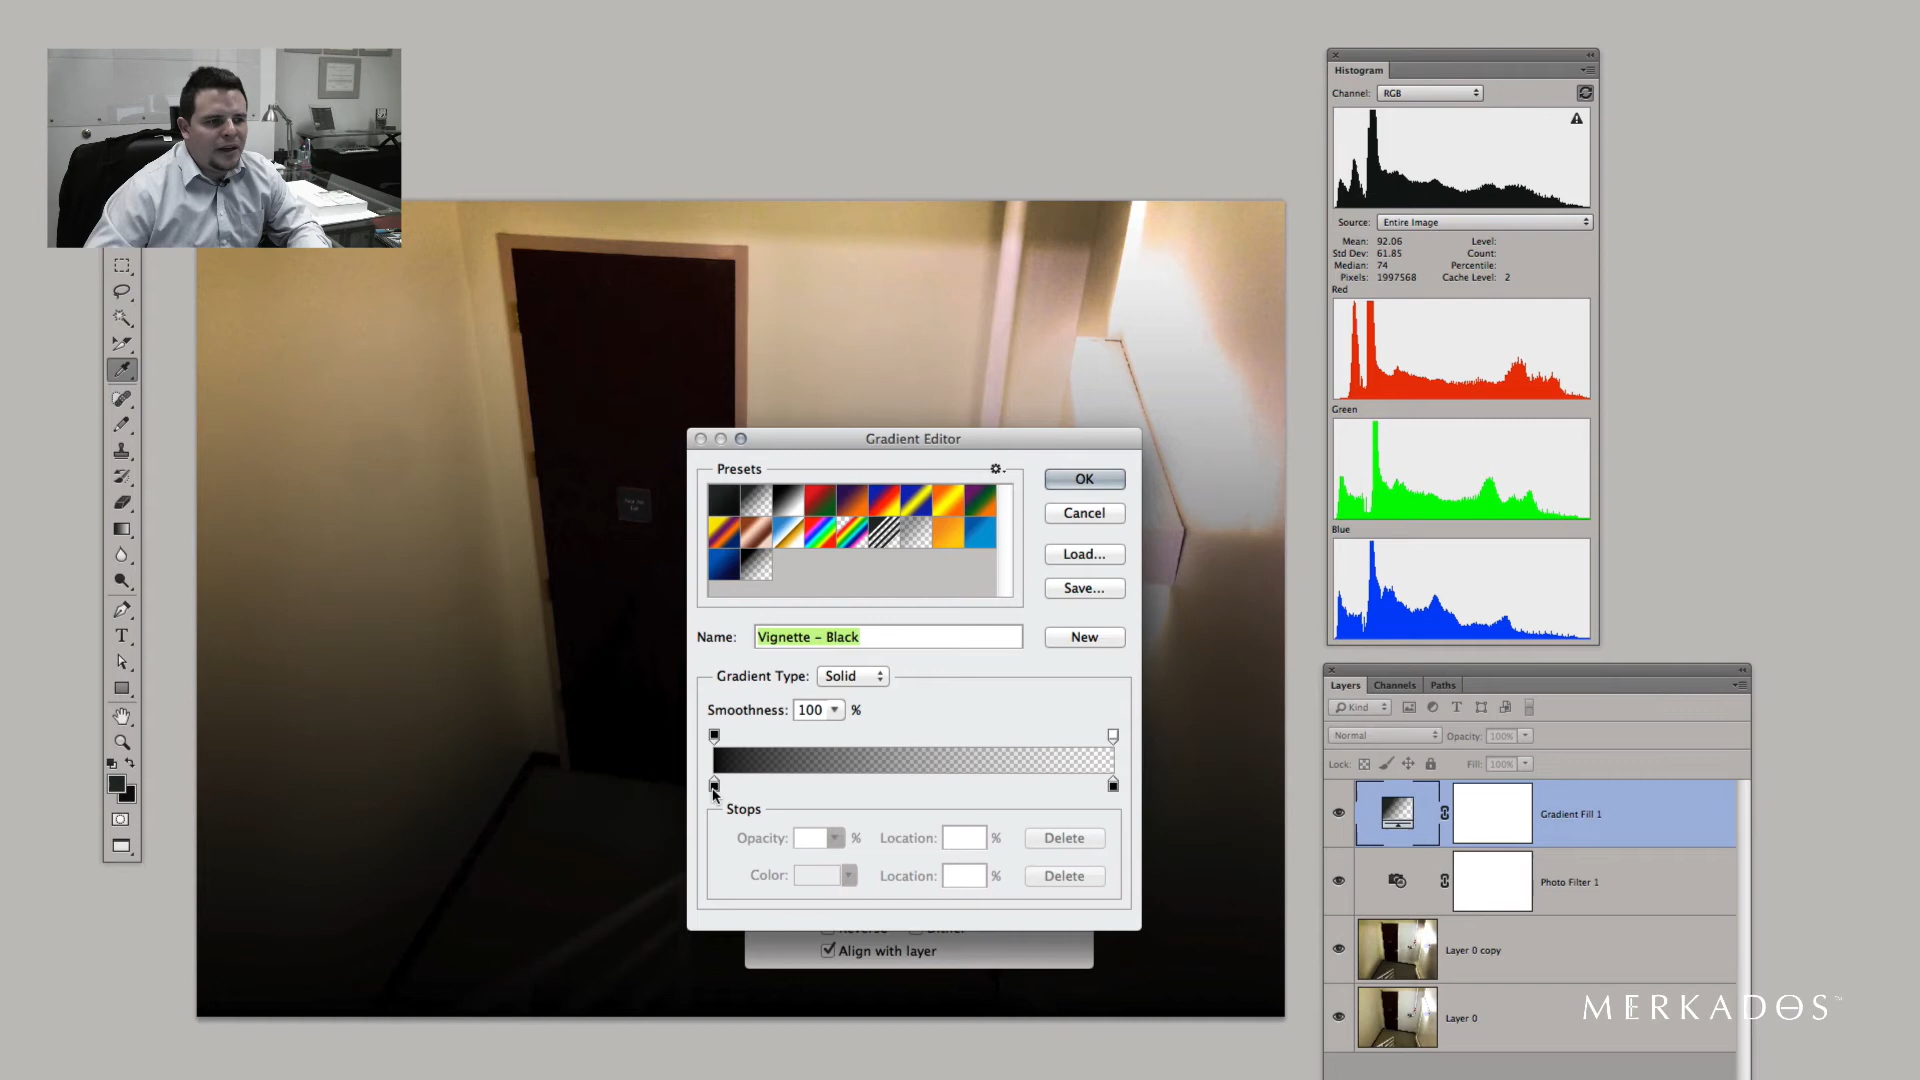 Histogram
Channel: RGB
Source: Entire Image
Mean: 92.06 Level:
Std Dev: 61.85 Count:
Median: 74 Percentile:
Pixels: 1997568 Cache Level: 2
Red
Green
Blue
Gradient Editor
Presets
OK
Cancel
Load...
Save...
Name: Vignette - Black
New
Gradient Type: Solid
Smoothness: 100 %
Stops
Opacity: % Location: % Delete
Color: Location: % Delete
Reverse Dither
Align with layer
Layers Channels Paths
Kind
Normal Opacity: 100%
Lock: Fill: 100%
Gradient Fill 1
Photo Filter 1
Layer 0 copy
Layer 0
MERKADOS™